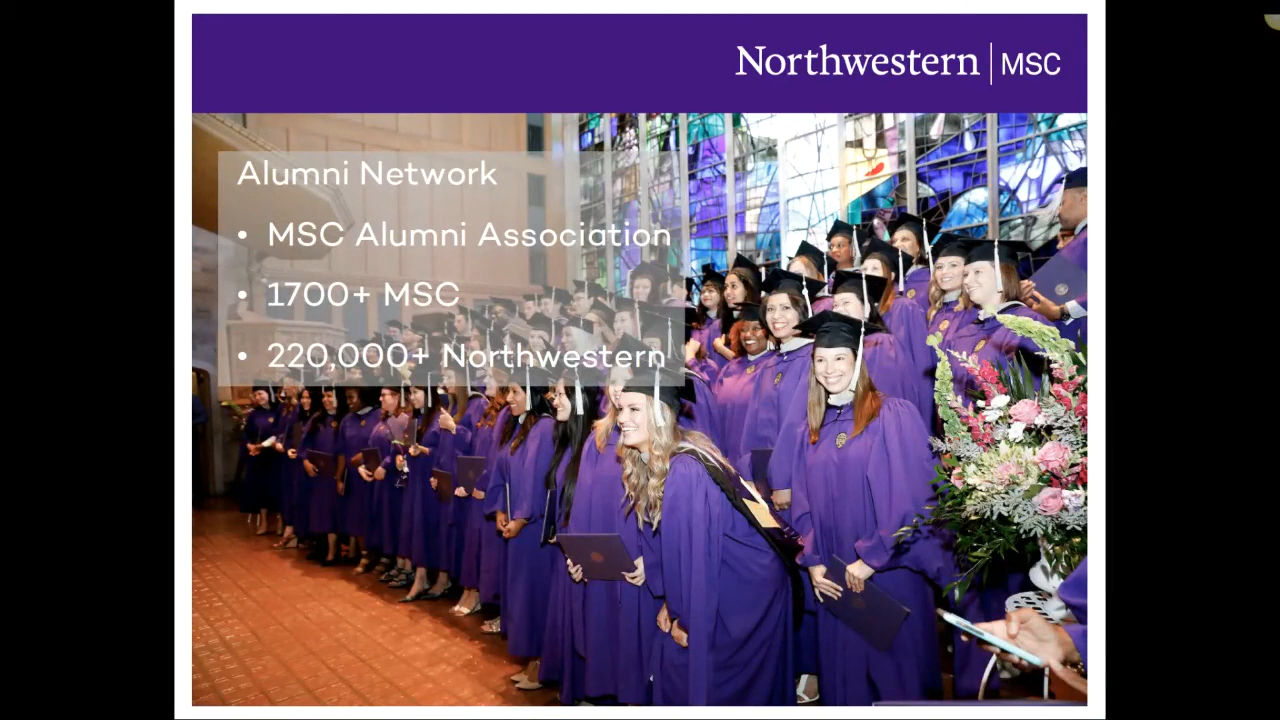 Northwestern | MSC
Alumni Network
• MSC Alumni Association
• 1700+ MSC
• 220,000+ Northwestern